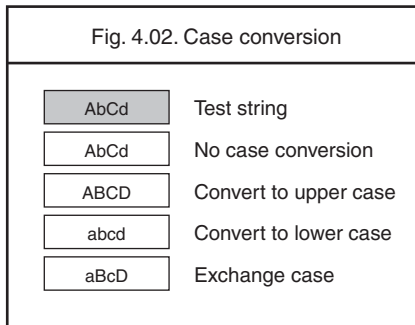 Fig. 4.02. Case conversion
AbCd Test string
AbCd No case conversion
ABCD Convert to upper case
abcd Convert to lower case
aBcD Exchange case